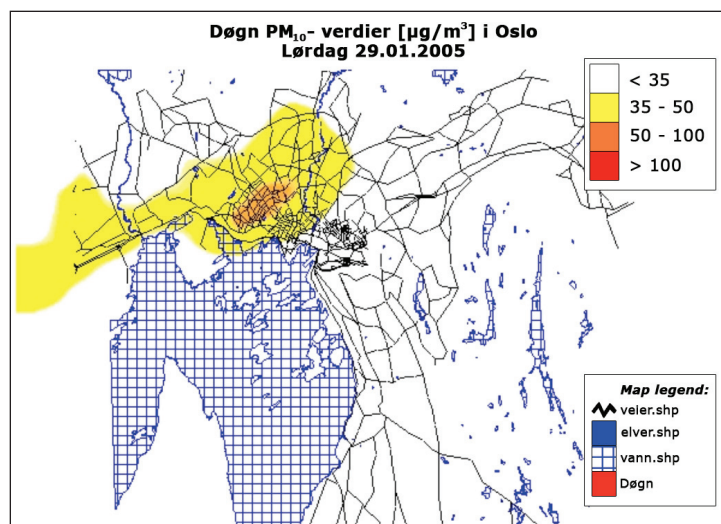 Døgn PM₁₀- verdier [µg/m³] i Oslo
Lørdag 29.01.2005
< 35
35 - 50
50 - 100
> 100
Map legend:
veier.shp
elver.shp
vann.shp
Døgn